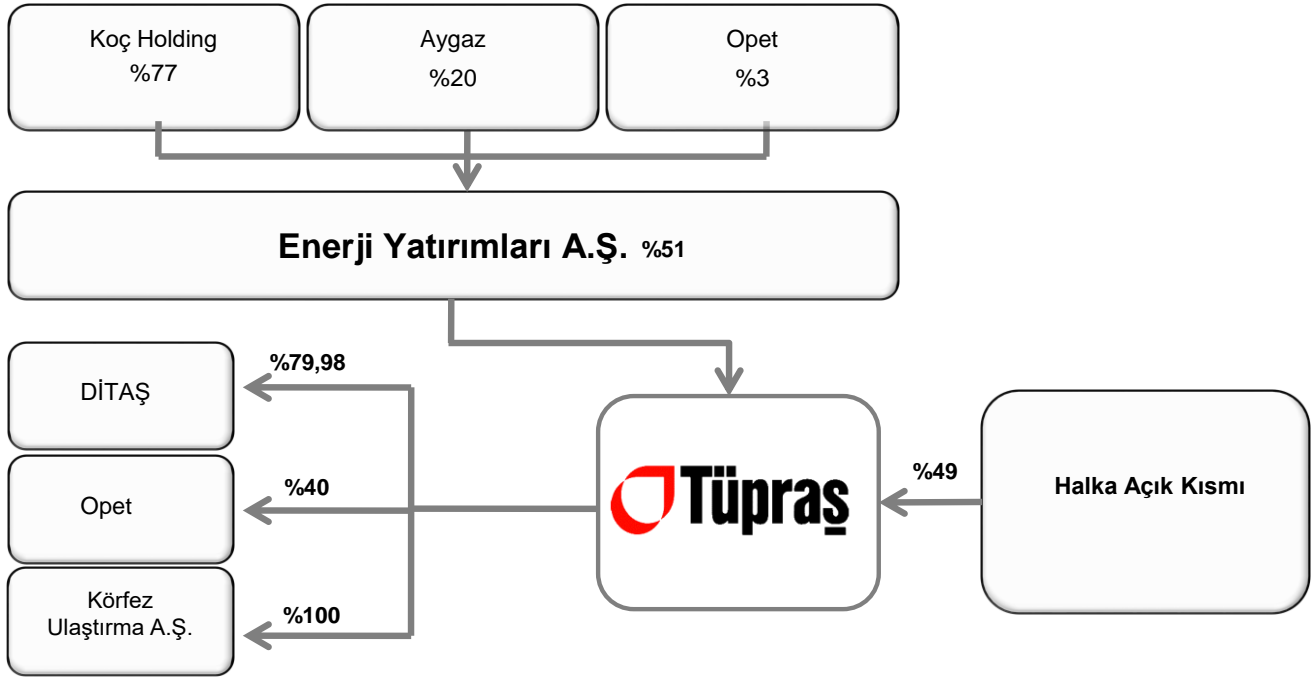 Koç Holding
%77
Aygaz
%20
Opet
%3
Enerji Yatırımları A.Ş. %51
DİTAŞ
%79,98
Opet
%40
Körfez
Ulaştırma A.Ş.
%100
Tüpraş
%49
Halka Açık Kısmı